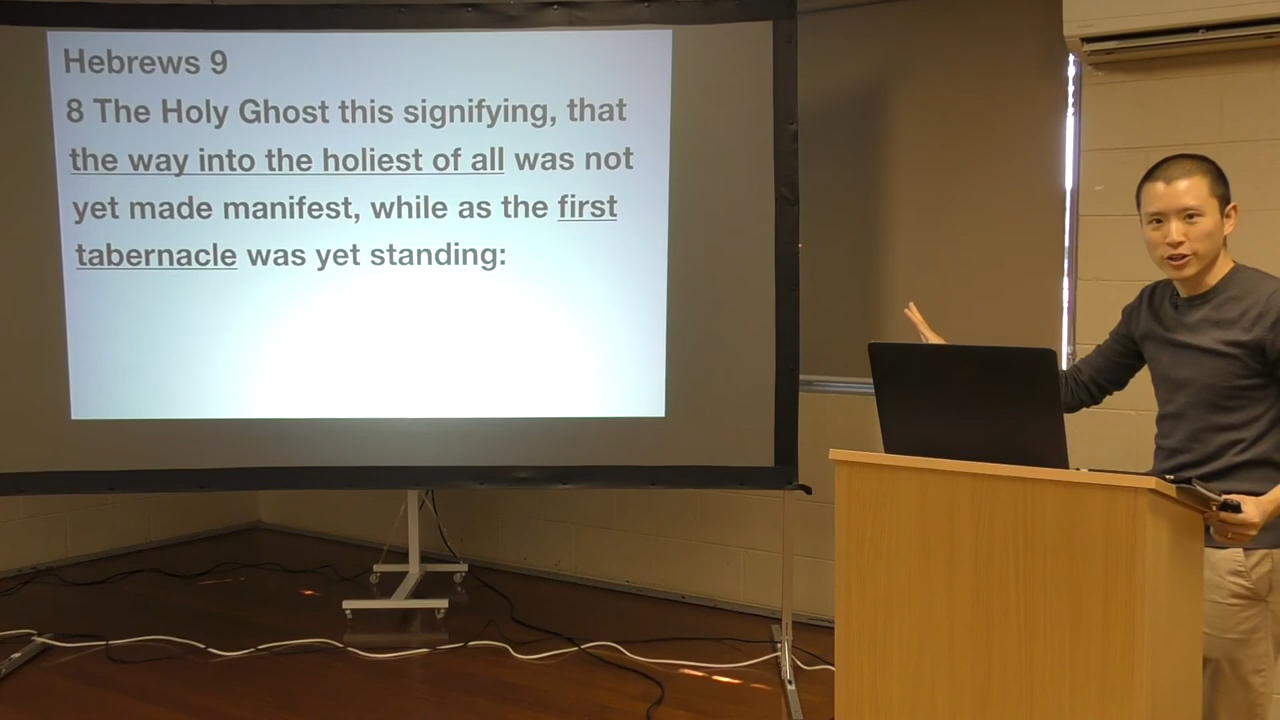 Hebrews 9
8 The Holy Ghost this signifying, that
the way into the holiest of all was not
yet made manifest, while as the first
tabernacle was yet standing: